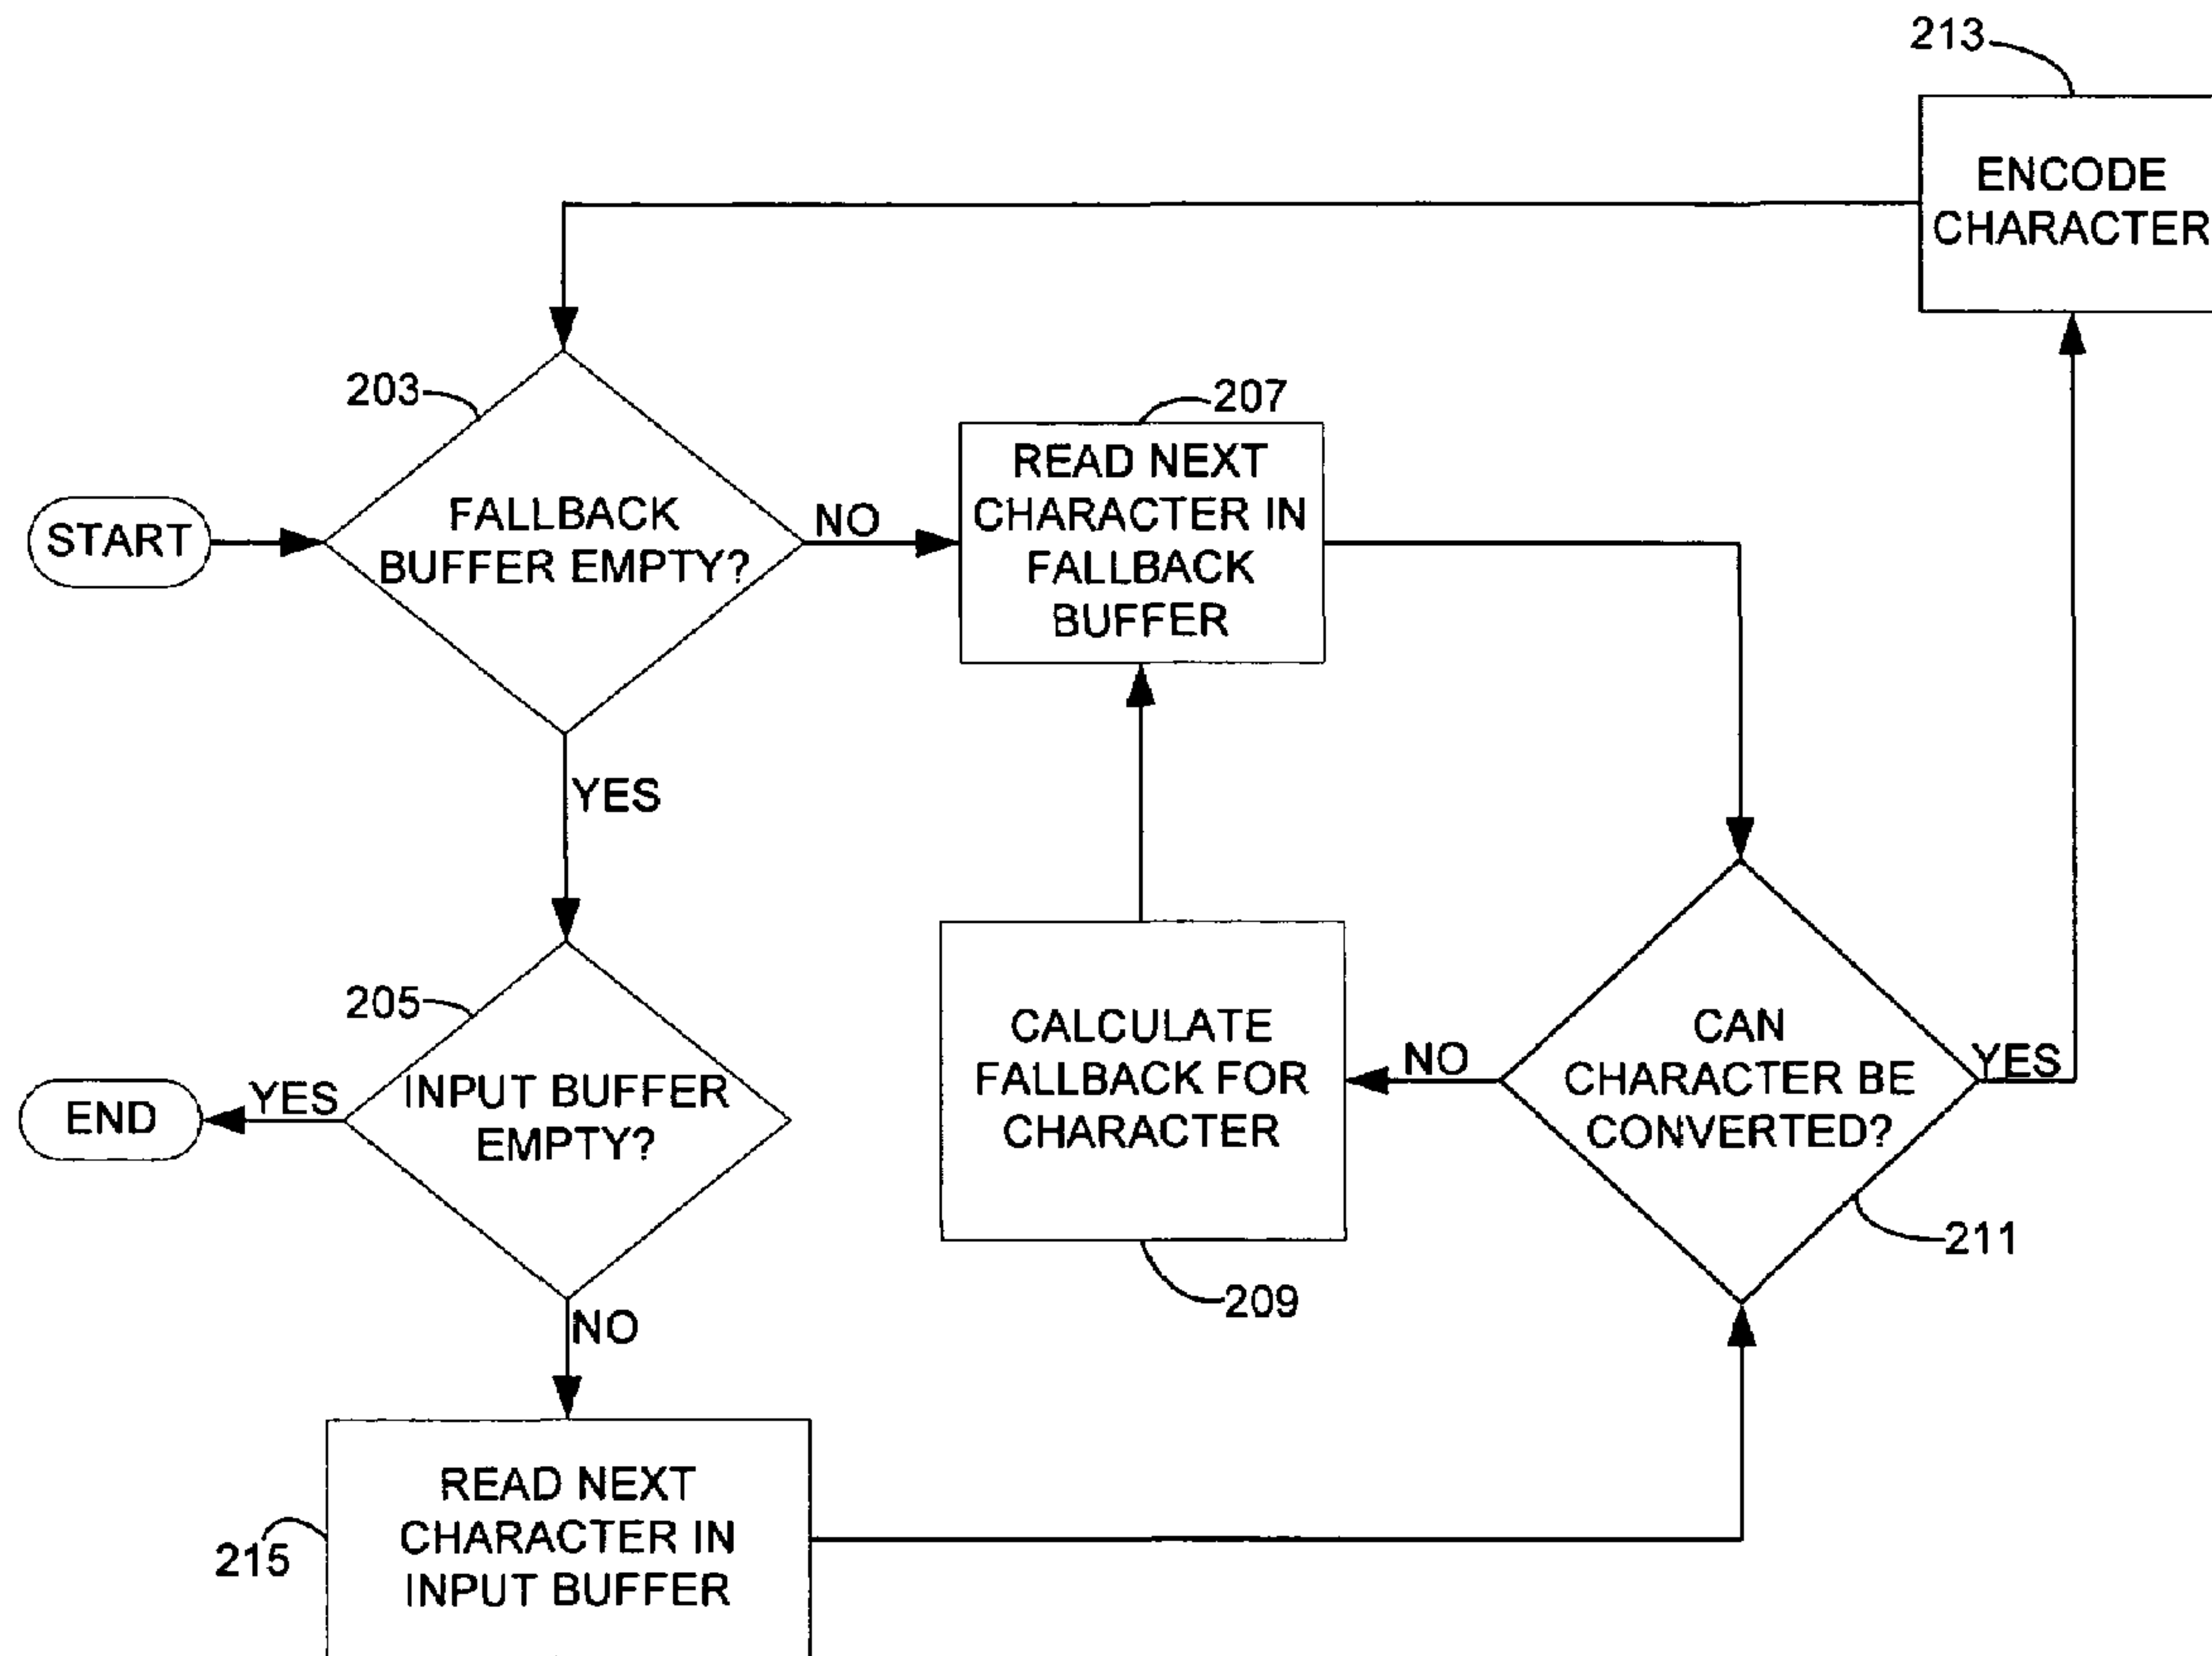 213
ENCODE
CHARACTER
203
207
READ NEXT
CHARACTER IN
FALLBACK
BUFFER
START
FALLBACK
BUFFER EMPTY?
NO
YES
205
CALCULATE
FALLBACK FOR
CHARACTER
NO
CAN
CHARACTER BE
CONVERTED?
YES
END
YES
INPUT BUFFER
EMPTY?
211
209
NO
215
READ NEXT
CHARACTER IN
INPUT BUFFER